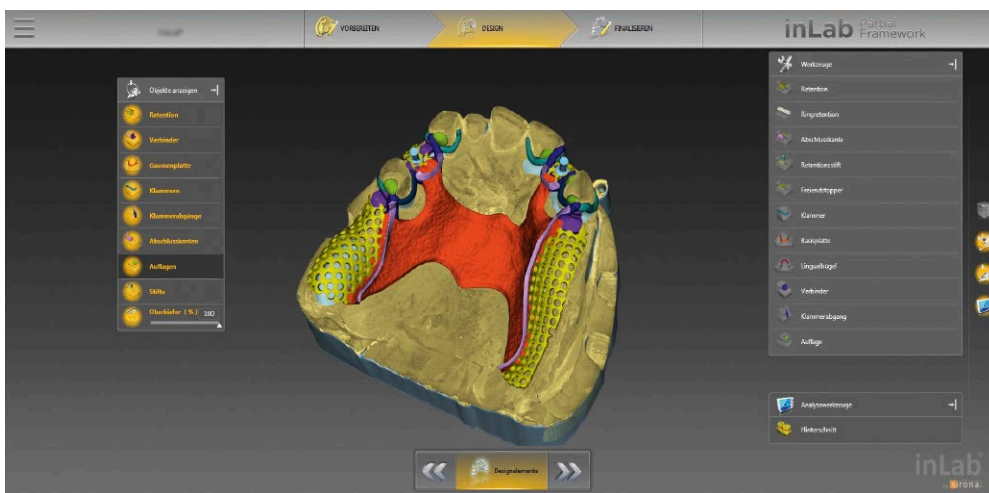 VORBEREITEN
DESIGN
FINALISIEREN
inLab Partial Framework
Objekte anzeigen
Retention
Verbinder
Gaumenplatte
Klammern
Klammerabgänge
Abschlusskanten
Auflagen
Stifte
Oberkiefer (%) 100
Werkzeuge
Retention
Ringretention
Abschlusskante
Retentionsstift
Freiendstopper
Klammer
Basisplatte
Lingualbügel
Verbinder
Klammerabgang
Auflage
Analysewerkzeuge
Hinterschnitt
Designelemente
inLab
by sirona.